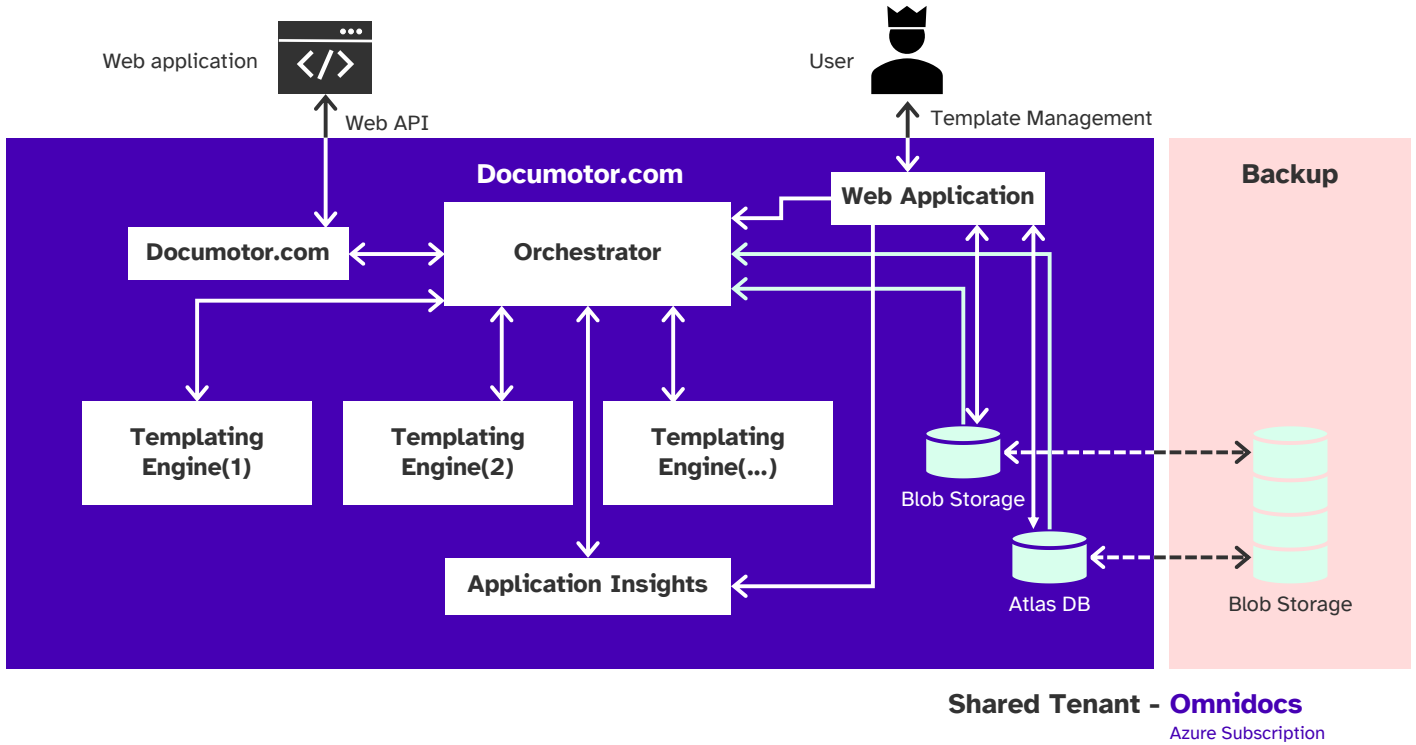 Web application
</>
User
Web API
Template Management
Documotor.com
Backup
Web Application
Documotor.com
Orchestrator
Templating
Engine(1)
Templating
Engine(2)
Templating
Engine(...)
Blob Storage
Application Insights
Atlas DB
Blob Storage
Shared Tenant - Omnidocs
Azure Subscription